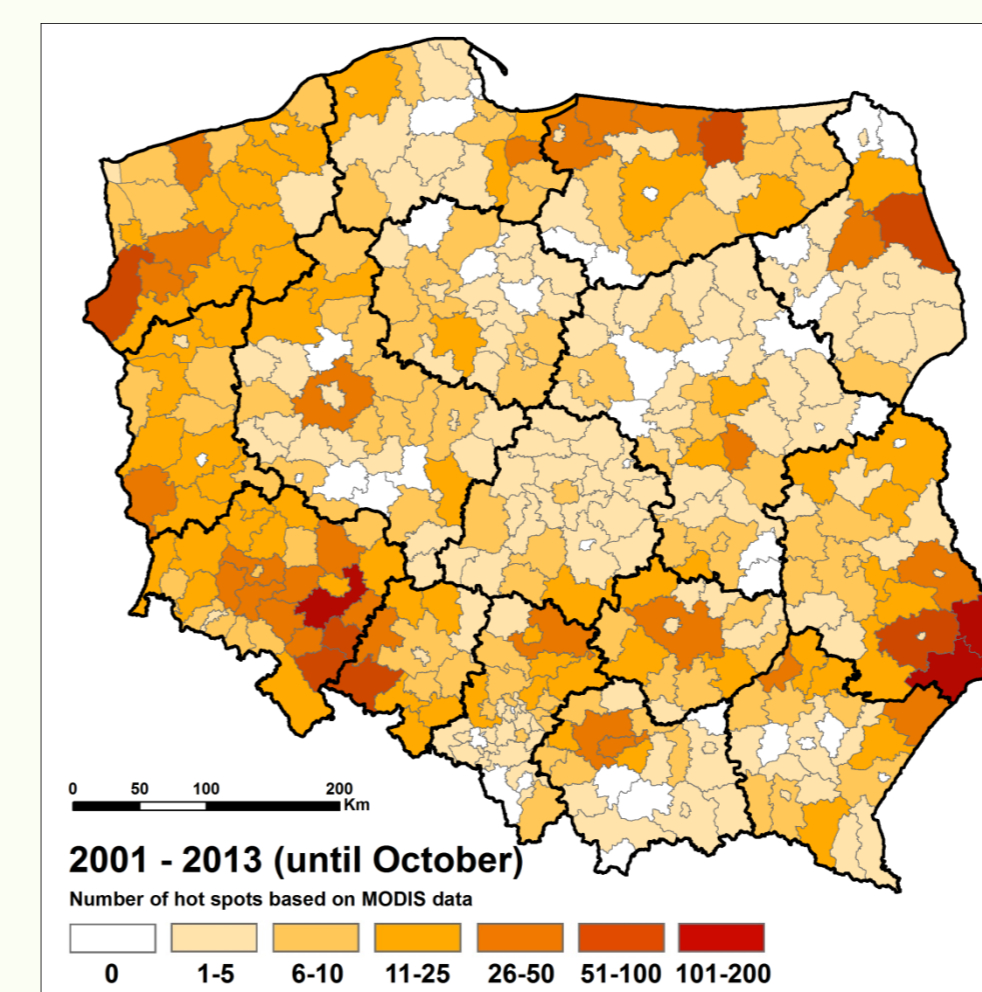 0 50 100 200
Km
2001 - 2013 (until October)
Number of hot spots based on MODIS data
0 1-5 6-10 11-25 26-50 51-100 101-200